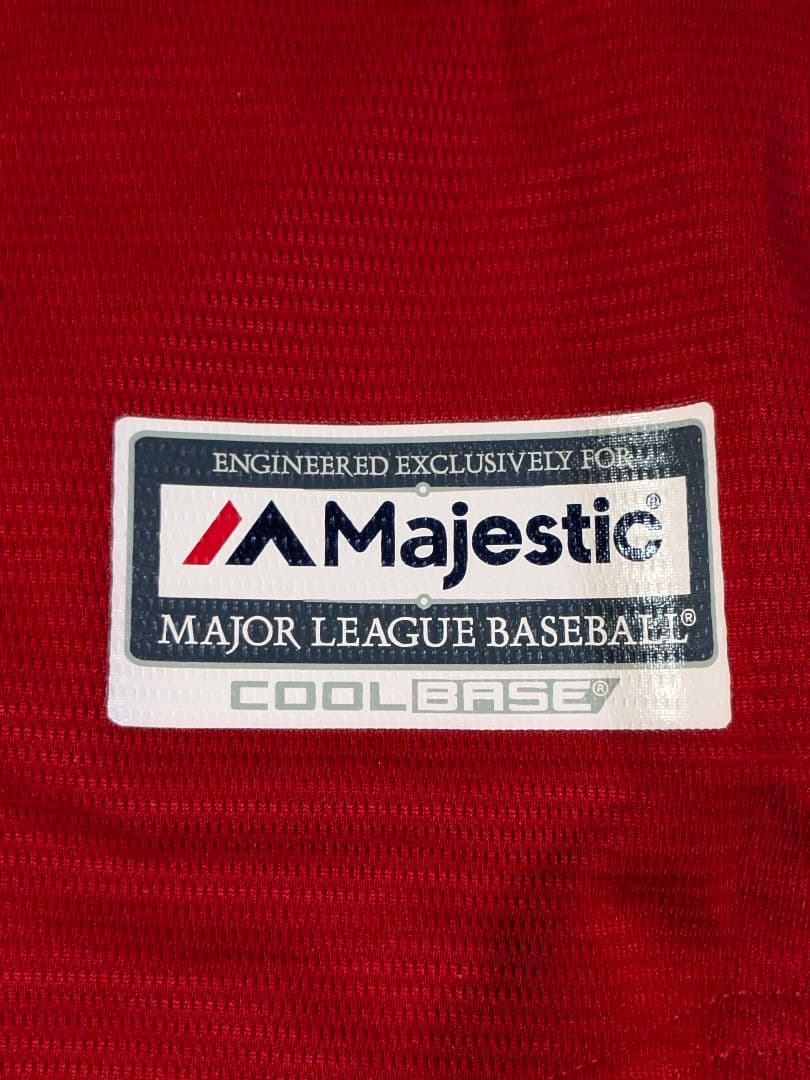 ENGINEERED EXCLUSIVELY FOR
Majestic®
MAJOR LEAGUE BASEBALL®
COOLBASE®